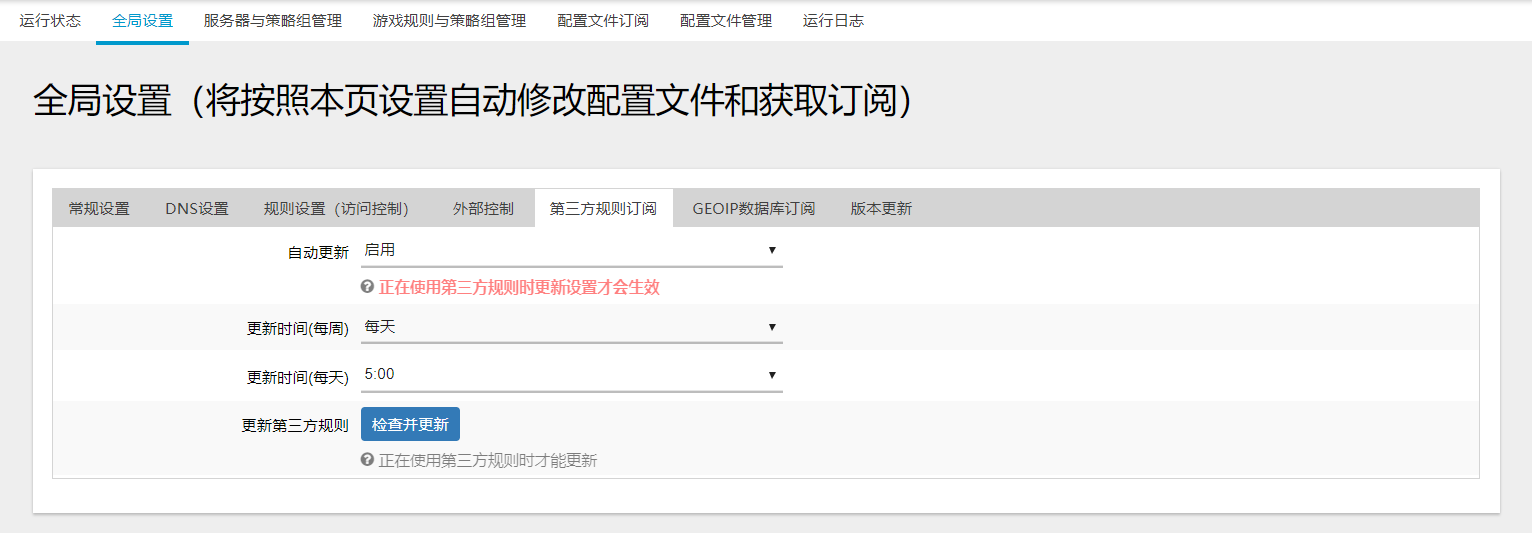 运行状态 全局设置 服务器与策略组管理 游戏规则与策略组管理 配置文件订阅 配置文件管理 运行日志
全局设置（将按照本页设置自动修改配置文件和获取订阅）
常规设置 DNS设置 规则设置（访问控制） 外部控制 第三方规则订阅 GEOIP数据库订阅 版本更新
自动更新 启用
正在使用第三方规则时更新设置才会生效
更新时间(每周) 每天
更新时间(每天) 5:00
更新第三方规则 检查并更新
正在使用第三方规则时才能更新